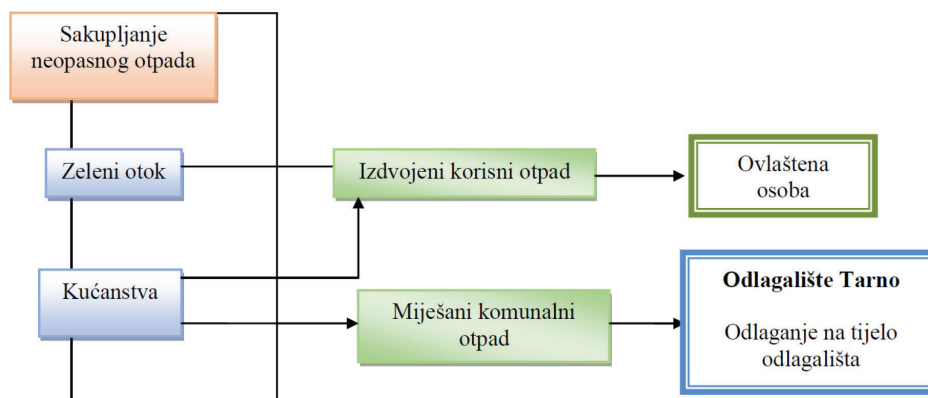 Sakupljanje
neopasnog otpada
Zeleni otok
Izdvojeni korisni otpad
Ovlaštena
osoba
Kućanstva
Miješani komunalni
otpad
Odlagalište Tarno
Odlaganje na tijelo
odlagališta